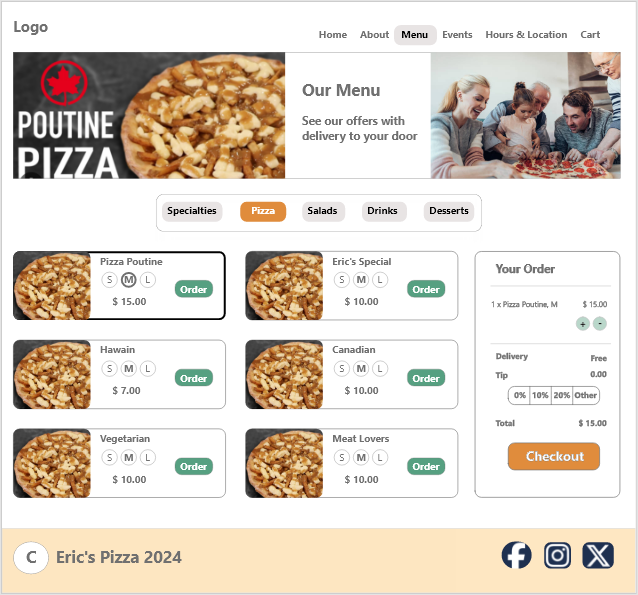 Logo
Home About Menu Events Hours & Location Cart
POUTINE
PIZZA
Our Menu
See our offers with
delivery to your door
Specialties Pizza Salads Drinks Desserts
Pizza Poutine
S M L
Order
$ 15.00
Eric's Special
S M L
Order
$ 10.00
Hawain
S M L
Order
$ 7.00
Canadian
S M L
Order
$ 10.00
Vegetarian
S M L
Order
$ 10.00
Meat Lovers
S M L
Order
$ 10.00
Your Order
1 x Pizza Poutine, M $ 15.00
+ -
Delivery Free
Tip 0.00
0% 10% 20% Other
Total $ 15.00
Checkout
C Eric's Pizza 2024